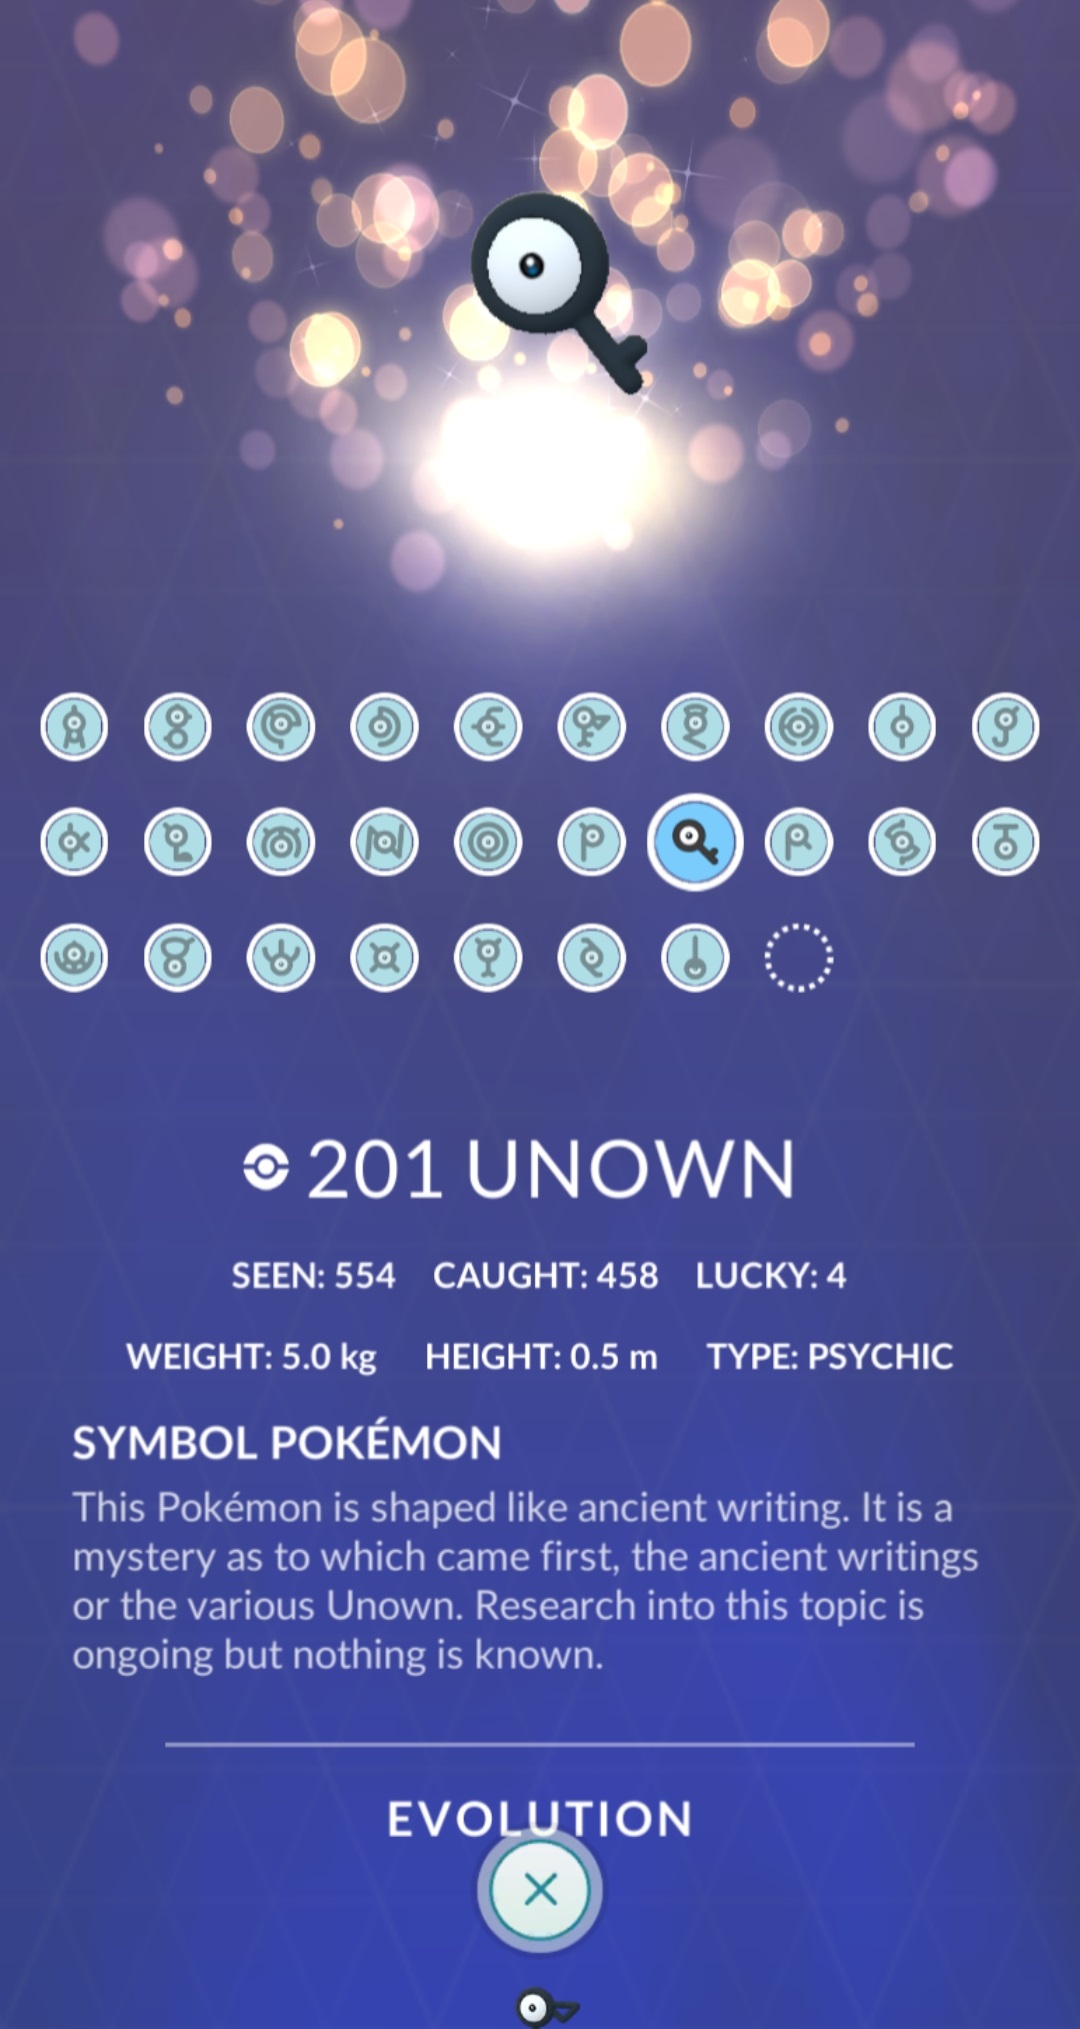 201 UNOWN
SEEN: 554 CAUGHT: 458 LUCKY: 4
WEIGHT: 5.0 kg HEIGHT: 0.5 m TYPE: PSYCHIC
SYMBOL POKÉMON
This Pokémon is shaped like ancient writing. It is a
mystery as to which came first, the ancient writings
or the various Unown. Research into this topic is
ongoing but nothing is known.
EVOLUTION